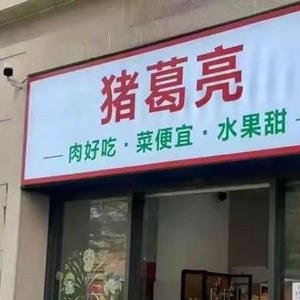 猪葛亮
— 肉好吃 · 菜便宜 · 水果甜 —